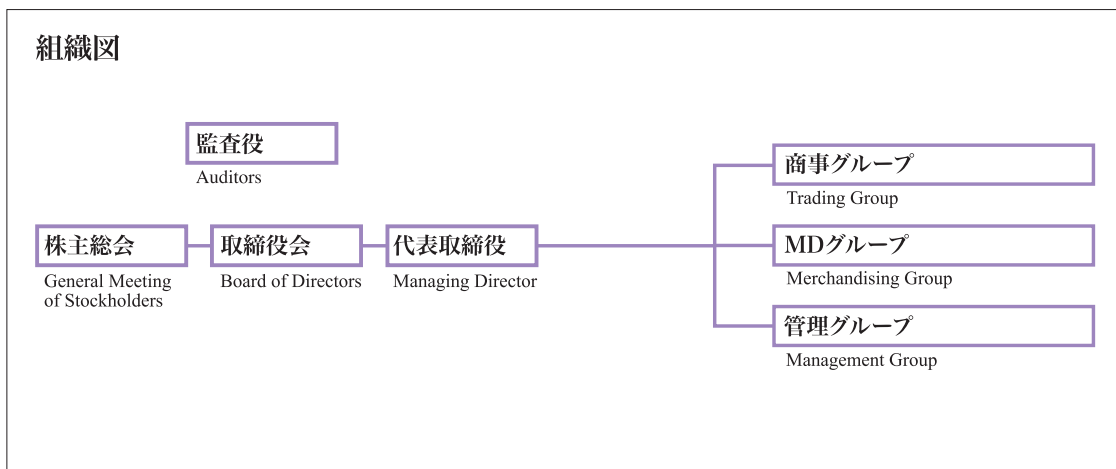 組織図
監査役
Auditors
株主総会
General Meeting
of Stockholders
取締役会
Board of Directors
代表取締役
Managing Director
商事グループ
Trading Group
MDグループ
Merchandising Group
管理グループ
Management Group